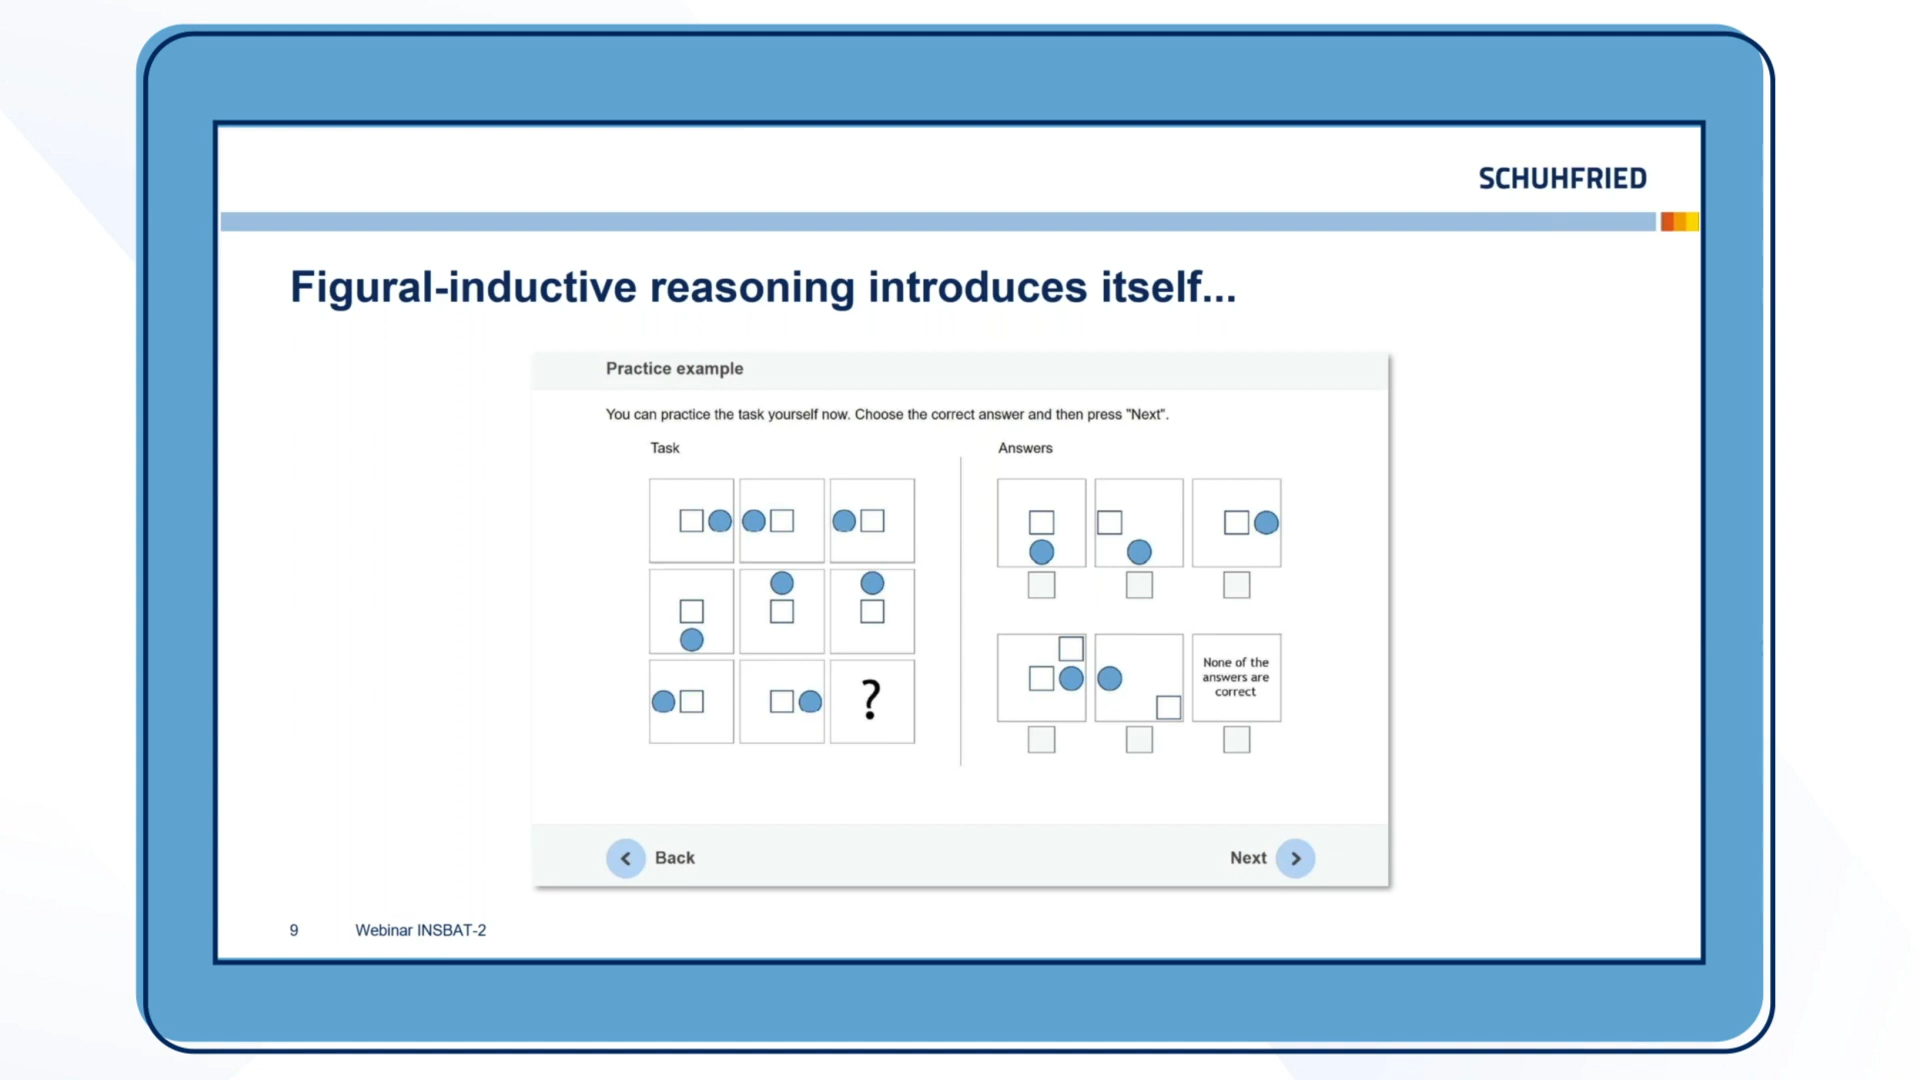 SCHUHFRIED
Figural-inductive reasoning introduces itself...
Practice example
You can practice the task yourself now. Choose the correct answer and then press "Next".
Task
Answers
?
None of the
answers are
correct
Back
Next
9
Webinar INSBAT-2